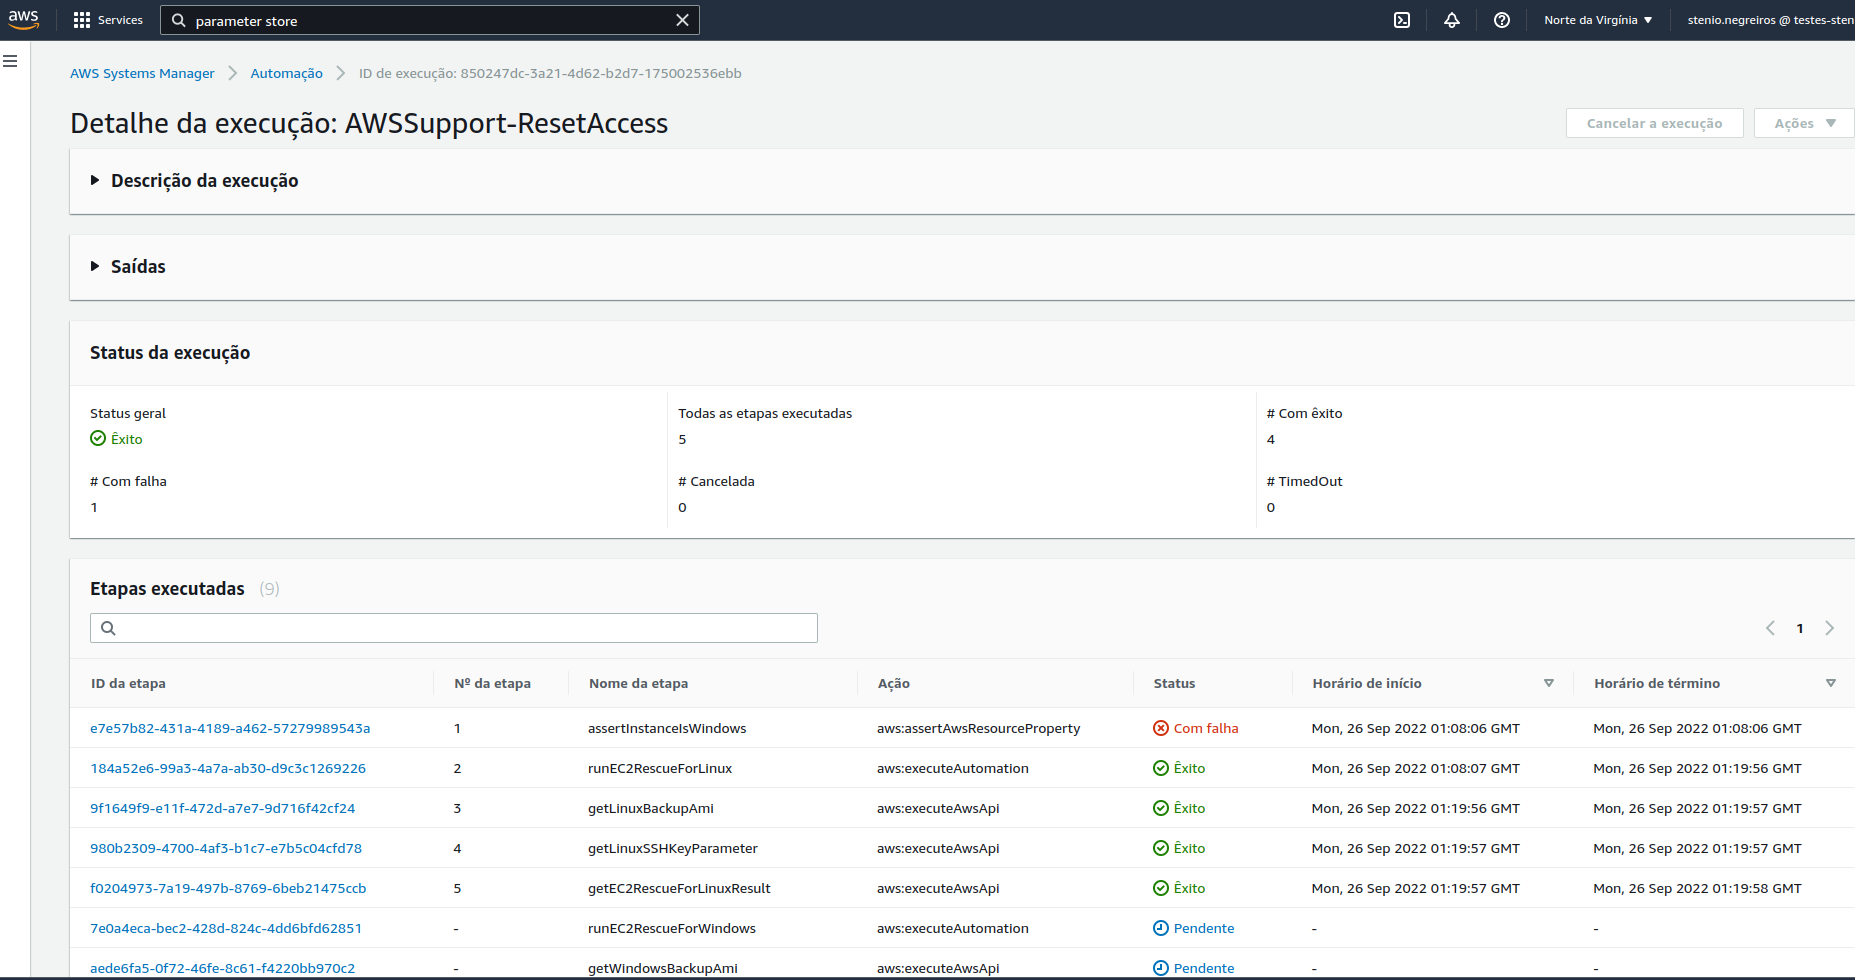 aws Services parameter store Norte da Virgínia stenio.negreiros @ testes-sten
AWS Systems Manager Automação ID de execução: 850247dc-3a21-4d62-b2d7-175002536ebb
Detalhe da execução: AWSSupport-ResetAccess Cancelar a execução Ações
Descrição da execução
Saídas
Status da execução
Status geral Todas as etapas executadas # Com êxito
Êxito 5 4
# Com falha # Cancelada # TimedOut
1 0 0
Etapas executadas (9)
1
ID da etapa Nº da etapa Nome da etapa Ação Status Horário de início Horário de término
e7e57b82-431a-4189-a462-57279989543a 1 assertInstanceIsWindows aws:assertAwsResourceProperty Com falha Mon, 26 Sep 2022 01:08:06 GMT Mon, 26 Sep 2022 01:08:06 GMT
184a52e6-99a3-4a7a-ab30-d9c3c1269226 2 runEC2RescueForLinux aws:executeAutomation Êxito Mon, 26 Sep 2022 01:08:07 GMT Mon, 26 Sep 2022 01:19:56 GMT
9f1649f9-e11f-472d-a7e7-9d716f42cf24 3 getLinuxBackupAmi aws:executeAwsApi Êxito Mon, 26 Sep 2022 01:19:56 GMT Mon, 26 Sep 2022 01:19:57 GMT
980b2309-4700-4af3-b1c7-e7b5c04cfd78 4 getLinuxSSHKeyParameter aws:executeAwsApi Êxito Mon, 26 Sep 2022 01:19:57 GMT Mon, 26 Sep 2022 01:19:57 GMT
f0204973-7a19-497b-8769-6beb21475ccb 5 getEC2RescueForLinuxResult aws:executeAwsApi Êxito Mon, 26 Sep 2022 01:19:57 GMT Mon, 26 Sep 2022 01:19:58 GMT
7e0a4eca-bec2-428d-824c-4dd6bfd62851 - runEC2RescueForWindows aws:executeAutomation Pendente - -
aede6fa5-0f72-46fe-8c61-f4220bb970c2 - getWindowsBackupAmi aws:executeAwsApi Pendente - -